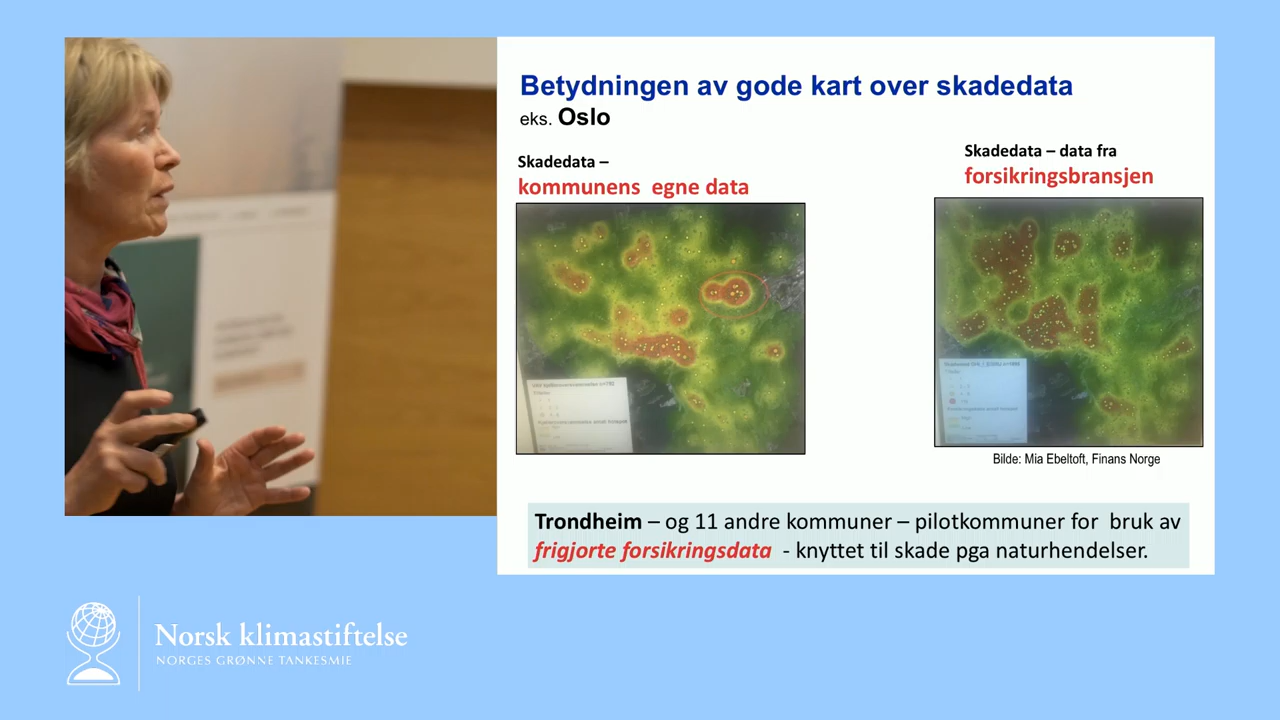 Betydningen av gode kart over skadedata
eks. Oslo
Skadedata –
kommunens egne data
Skadedata – data fra
forsikringsbransjen
Bilde: Mia Ebeltoft, Finans Norge
Trondheim – og 11 andre kommuner – pilotkommuner for bruk av
frigjorte forsikringsdata - knyttet til skade pga naturhendelser.
Norsk klimastiftelse
NORGES GRØNNE TANKESMIE